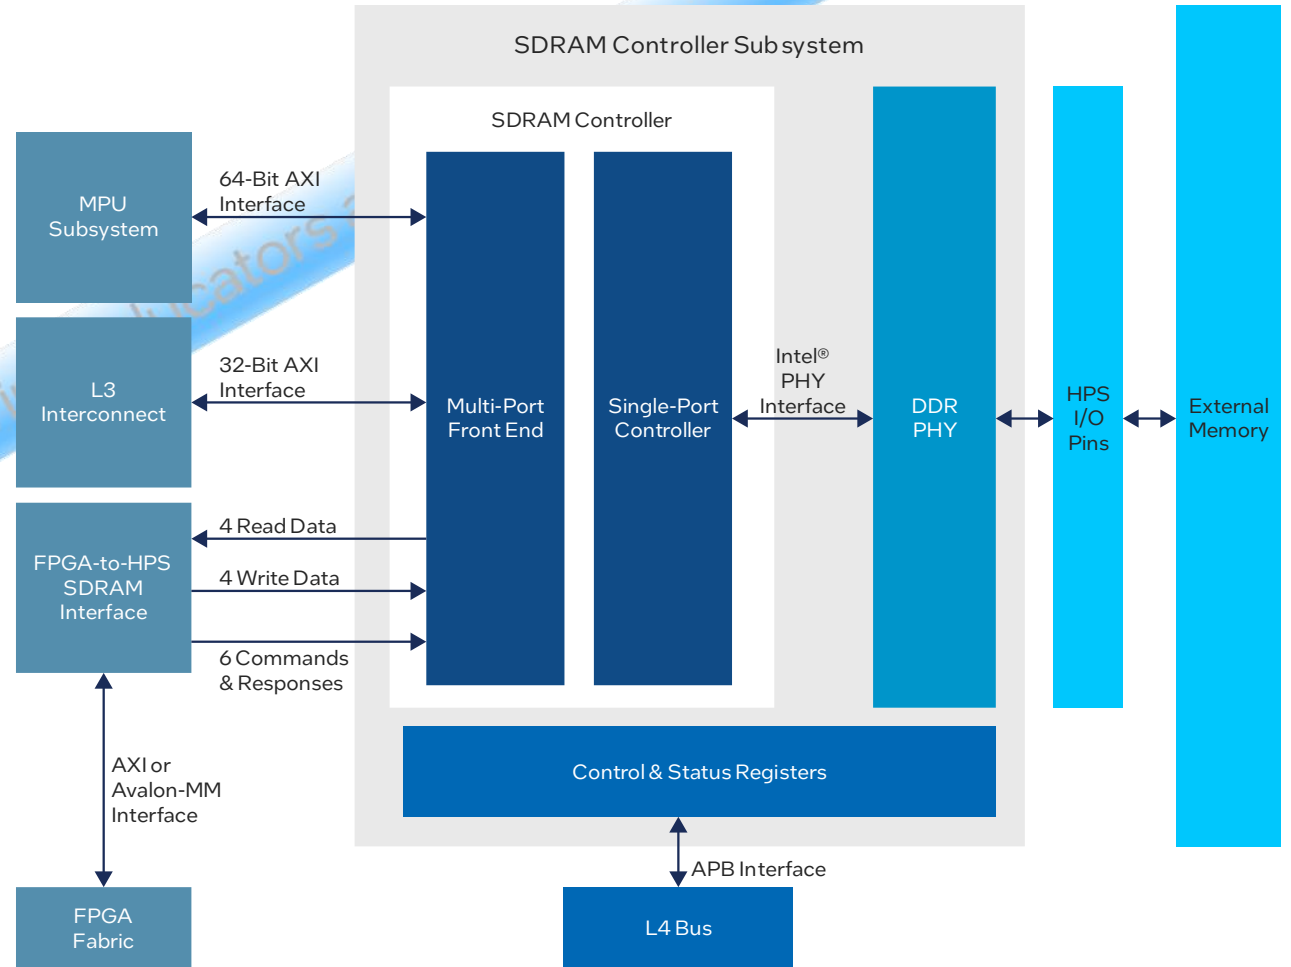 SDRAM Controller Subsystem
SDRAM Controller
MPU
Subsystem
64-Bit AXI
Interface
L3
Interconnect
32-Bit AXI
Interface
Multi-Port
Front End
Single-Port
Controller
Intel®
PHY
Interface
DDR
PHY
HPS
I/O
Pins
External
Memory
FPGA-to-HPS
SDRAM
Interface
4 Read Data
4 Write Data
6 Commands
& Responses
AXI or
Avalon-MM
Interface
Control & Status Registers
APB Interface
FPGA
Fabric
L4 Bus